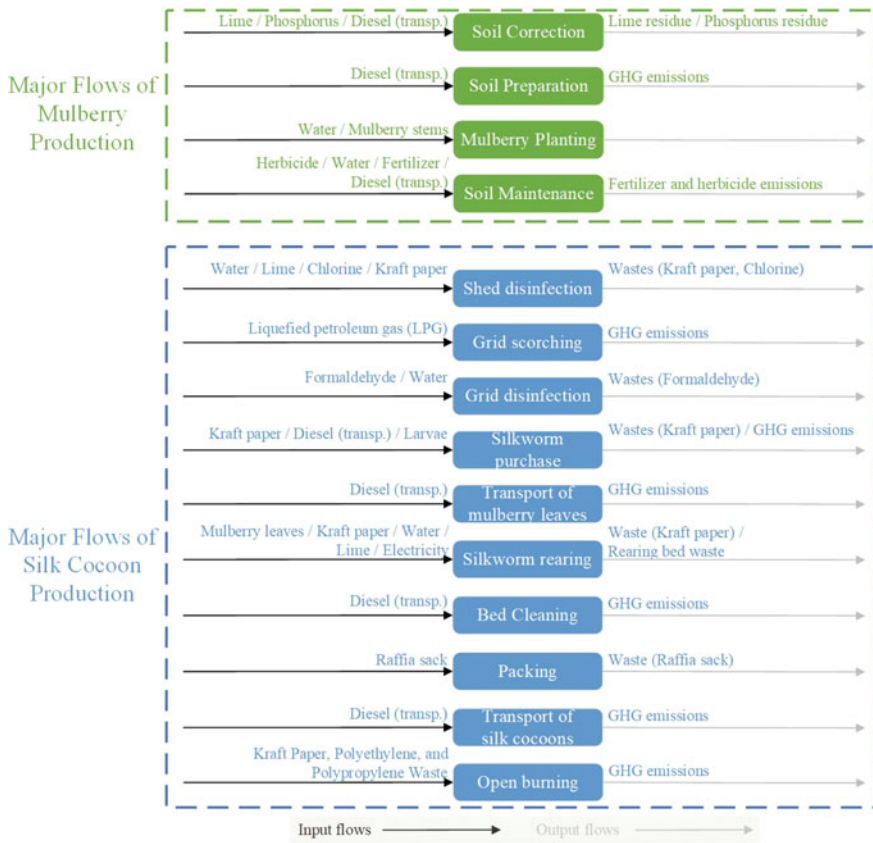 Major Flows of
Mulberry
Production
Lime / Phosphorus / Diesel (transp.)
Soil Correction
Lime residue / Phosphorus residue
Diesel (transp.)
Soil Preparation
GHG emissions
Water / Mulberry stems
Mulberry Planting
Herbicide / Water / Fertilizer /
Diesel (transp.)
Soil Maintenance
Fertilizer and herbicide emissions
Major Flows of
Silk Cocoon
Production
Water / Lime / Chlorine / Kraft paper
Shed disinfection
Wastes (Kraft paper, Chlorine)
Liquefied petroleum gas (LPG)
Grid scorching
GHG emissions
Formaldehyde / Water
Grid disinfection
Wastes (Formaldehyde)
Kraft paper / Diesel (transp.) / Larvae
Silkworm
purchase
Wastes (Kraft paper) / GHG emissions
Diesel (transp.)
Transport of
mulberry leaves
GHG emissions
Mulberry leaves / Kraft paper / Water /
Lime / Electricity
Silkworm rearing
Waste (Kraft paper) /
Rearing bed waste
Diesel (transp.)
Bed Cleaning
GHG emissions
Raffia sack
Packing
Waste (Raffia sack)
Diesel (transp.)
Transport of
silk cocoons
GHG emissions
Kraft Paper, Polyethylene, and
Polypropylene Waste
Open burning
GHG emissions
Input flows
Output flows